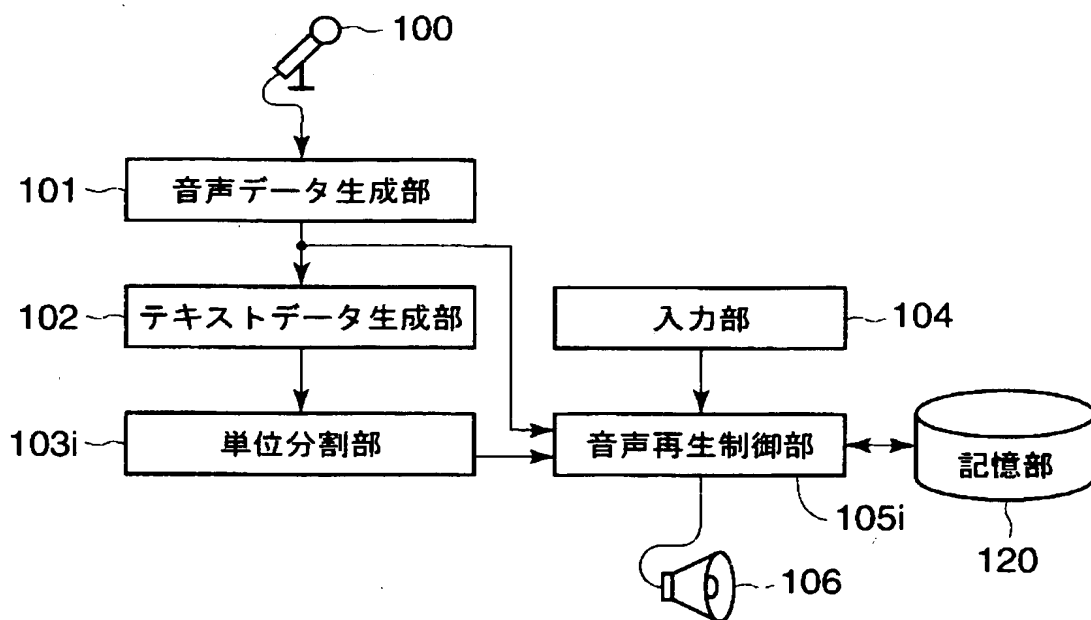 100
101
音声データ生成部
102
テキストデータ生成部
入力部
104
103i
単位分割部
音声再生制御部
記憶部
105i
120
106